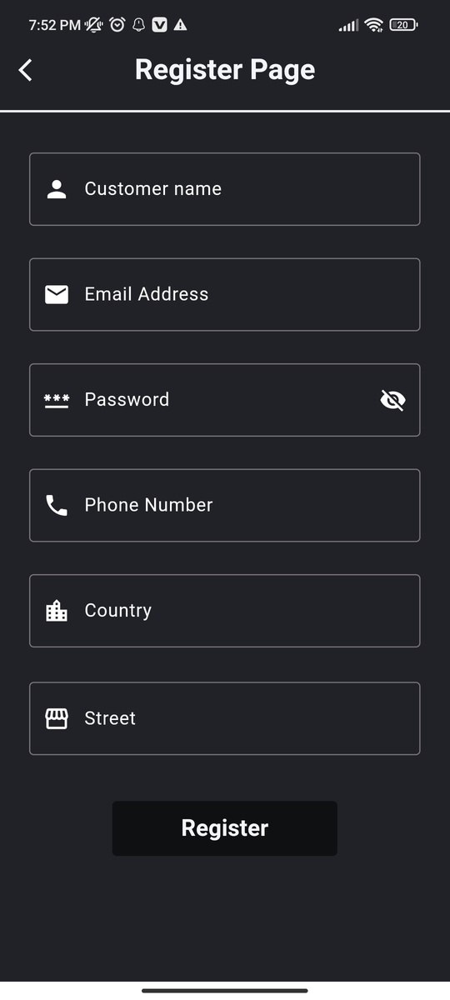 7:52 PM
20
Register Page
Customer name
Email Address
*** Password
Phone Number
Country
Street
Register